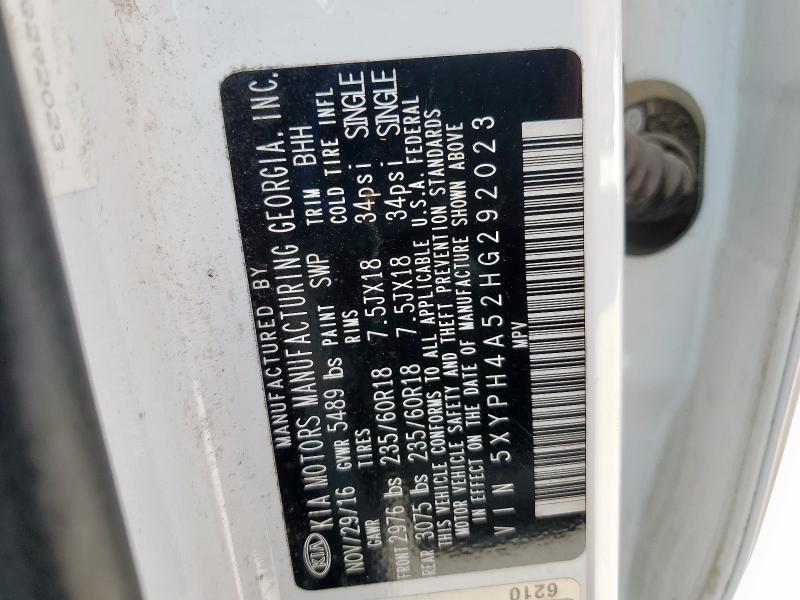 MANUFACTURED BY
KIA KIA MOTORS MANUFACTURING GEORGIA, INC.
NOV/29/16 GVWR 5489 lbs PAINT SWP TRIM BHH
GAWR TIRES RIMS COLD TIRE INFL
FRONT 2976 lbs 235/60R18 7.5JX18 34psi SINGLE
REAR 3075 lbs 235/60R18 7.5JX18 34psi SINGLE
THIS VEHICLE CONFORMS TO ALL APPLICABLE U.S.A. FEDERAL
MOTOR VEHICLE SAFETY AND THEFT PREVENTION STANDARDS
IN EFFECT ON THE DATE OF MANUFACTURE SHOWN ABOVE
VIN 5XYPH4A52HG292023
MPV
G292023
6210